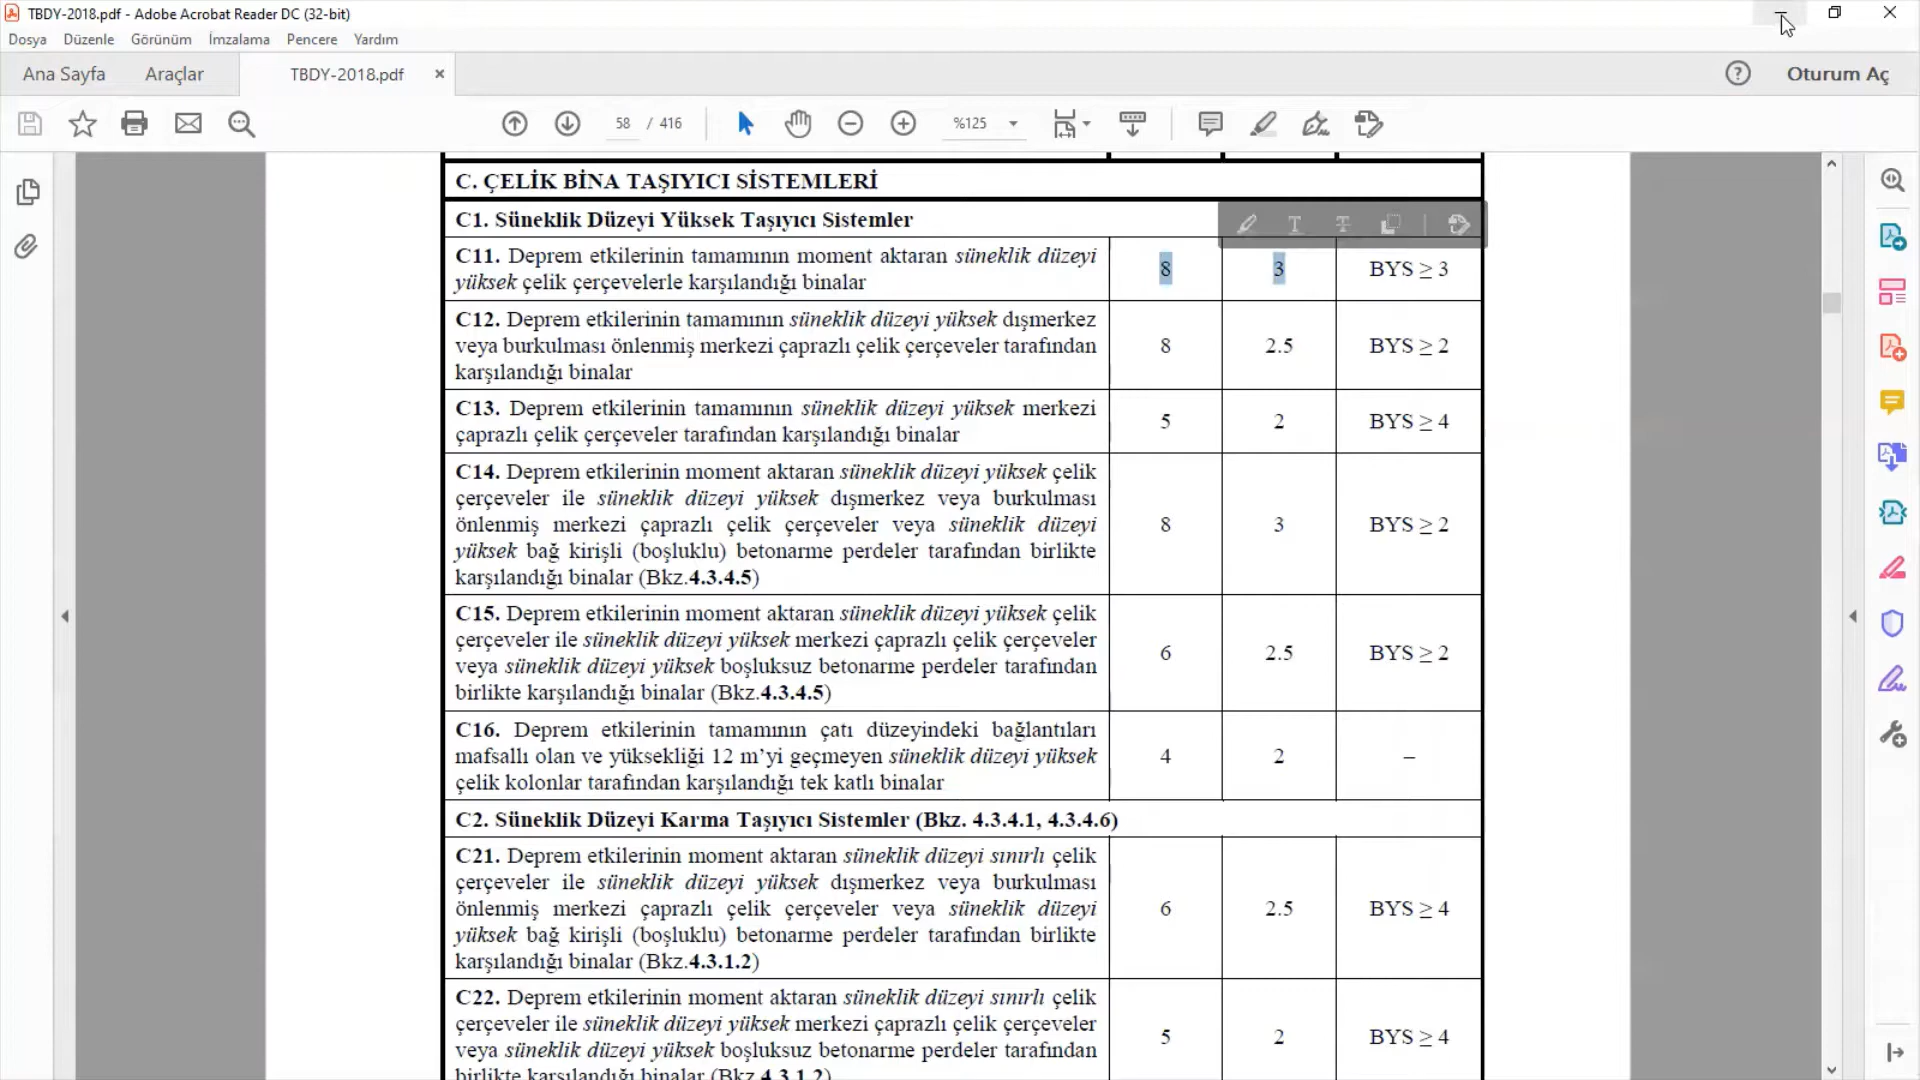 TBDY-2018.pdf - Adobe Acrobat Reader DC (32-bit)
Dosya Düzenle Görünüm İmzalama Pencere Yardım
Ana Sayfa Araçlar TBDY-2018.pdf × ? Oturum Aç
58 / 416 %125
C. ÇELİK BİNA TAŞIYICI SİSTEMLERİ
C1. Süneklik Düzeyi Yüksek Taşıyıcı Sistemler
C11. Deprem etkilerinin tamamının moment aktaran süneklik düzeyi
yüksek çelik çerçevelerle karşılandığı binalar
8 3 BYS ≥ 3
C12. Deprem etkilerinin tamamının süneklik düzeyi yüksek dışmerkez
veya burkulması önlenmiş merkezi çaprazlı çelik çerçeveler tarafından
karşılandığı binalar
8 2.5 BYS ≥ 2
C13. Deprem etkilerinin tamamının süneklik düzeyi yüksek merkezi
çaprazlı çelik çerçeveler tarafından karşılandığı binalar
5 2 BYS ≥ 4
C14. Deprem etkilerinin moment aktaran süneklik düzeyi yüksek çelik
çerçeveler ile süneklik düzeyi yüksek dışmerkez veya burkulması
önlenmiş merkezi çaprazlı çelik çerçeveler veya süneklik düzeyi
yüksek bağ kirişli (boşluklu) betonarme perdeler tarafından birlikte
karşılandığı binalar (Bkz.4.3.4.5)
8 3 BYS ≥ 2
C15. Deprem etkilerinin moment aktaran süneklik düzeyi yüksek çelik
çerçeveler ile süneklik düzeyi yüksek merkezi çaprazlı çelik çerçeveler
veya süneklik düzeyi yüksek boşluksuz betonarme perdeler tarafından
birlikte karşılandığı binalar (Bkz.4.3.4.5)
6 2.5 BYS ≥ 2
C16. Deprem etkilerinin tamamının çatı düzeyindeki bağlantıları
mafsallı olan ve yüksekliği 12 m’yi geçmeyen süneklik düzeyi yüksek
çelik kolonlar tarafından karşılandığı tek katlı binalar
4 2 –
C2. Süneklik Düzeyi Karma Taşıyıcı Sistemler (Bkz. 4.3.4.1, 4.3.4.6)
C21. Deprem etkilerinin moment aktaran süneklik düzeyi sınırlı çelik
çerçeveler ile süneklik düzeyi yüksek dışmerkez veya burkulması
önlenmiş merkezi çaprazlı çelik çerçeveler veya süneklik düzeyi
yüksek bağ kirişli (boşluklu) betonarme perdeler tarafından birlikte
karşılandığı binalar (Bkz.4.3.1.2)
6 2.5 BYS ≥ 4
C22. Deprem etkilerinin moment aktaran süneklik düzeyi sınırlı çelik
çerçeveler ile süneklik düzeyi yüksek merkezi çaprazlı çelik çerçeveler
veya süneklik düzeyi yüksek boşluksuz betonarme perdeler tarafından
birlikte karşılandığı binalar (Bkz.4.3.1.2)
5 2 BYS ≥ 4